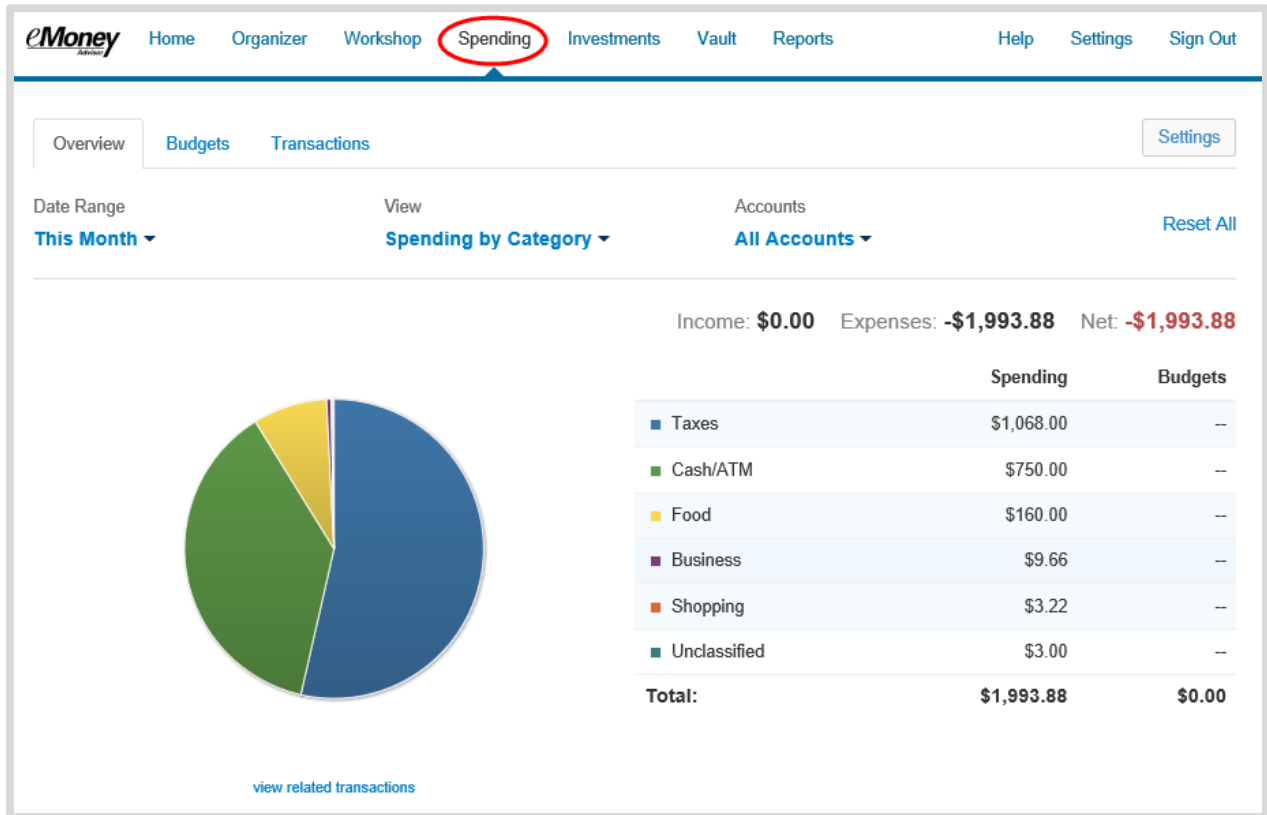 eMoney Advisor Home Organizer Workshop Spending Investments Vault Reports Help Settings Sign Out
Overview Budgets Transactions Settings
Date Range View Accounts
This Month Spending by Category All Accounts Reset All
Income: $0.00 Expenses: -$1,993.88 Net: -$1,993.88
Spending Budgets
Taxes $1,068.00 --
Cash/ATM $750.00 --
Food $160.00 --
Business $9.66 --
Shopping $3.22 --
Unclassified $3.00 --
Total: $1,993.88 $0.00
view related transactions